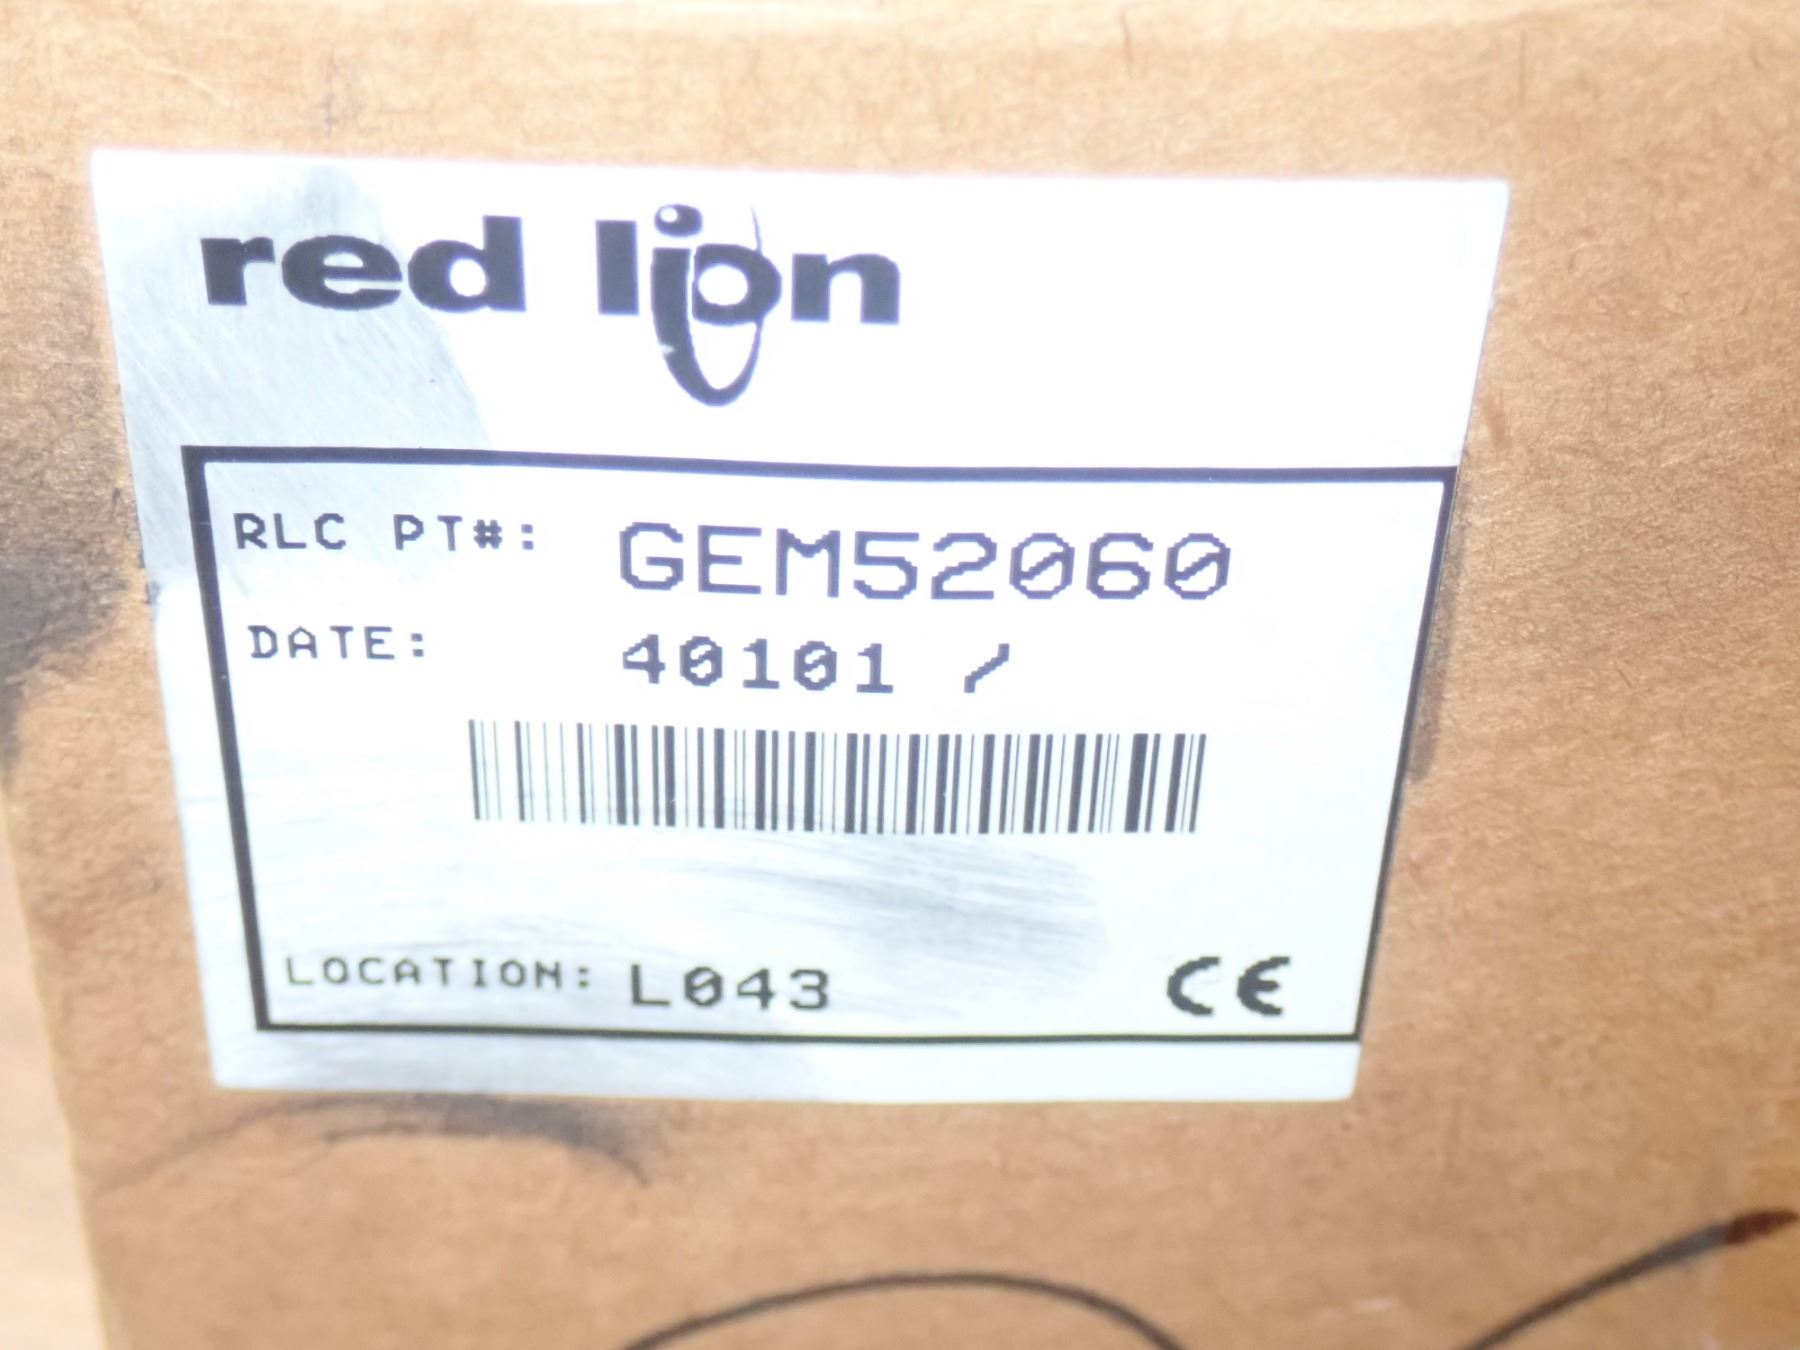 red lion
RLC PT#: GEM52060
DATE: 40101 /
LOCATION: L043 CE